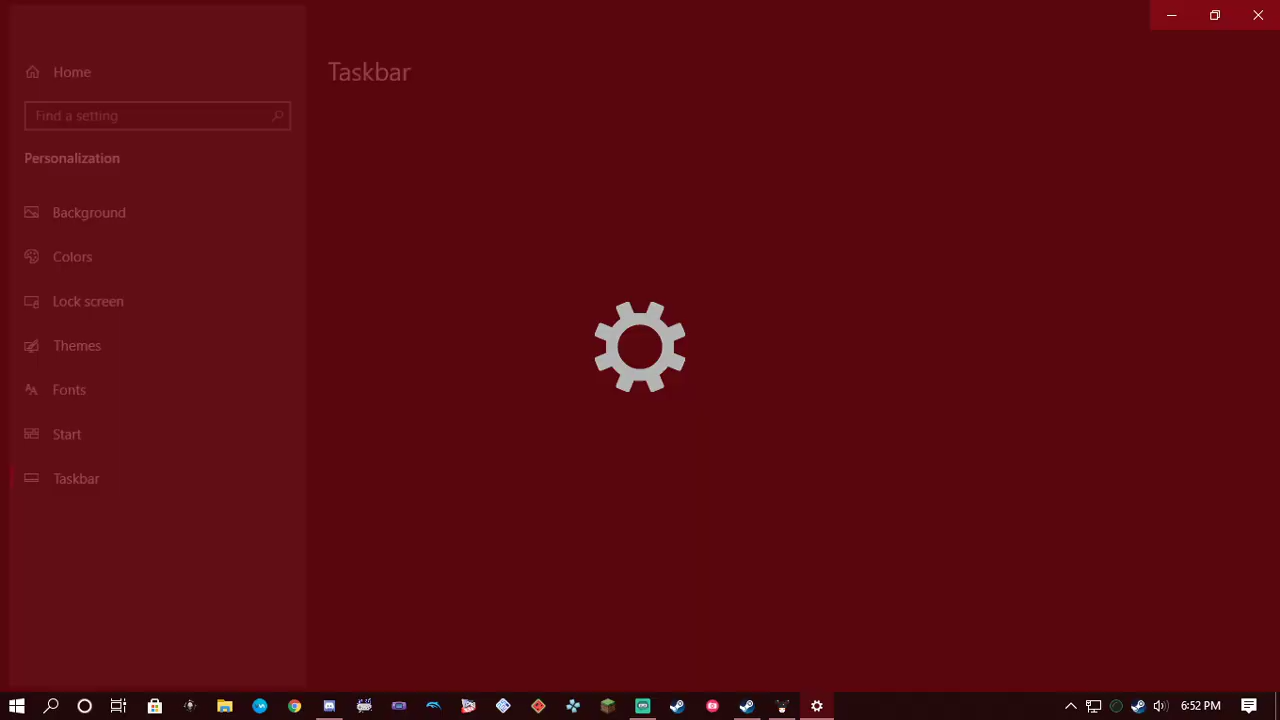 Home
Taskbar
Find a setting
Personalization
Background
Colors
Lock screen
Themes
Fonts
Start
Taskbar
6:52 PM